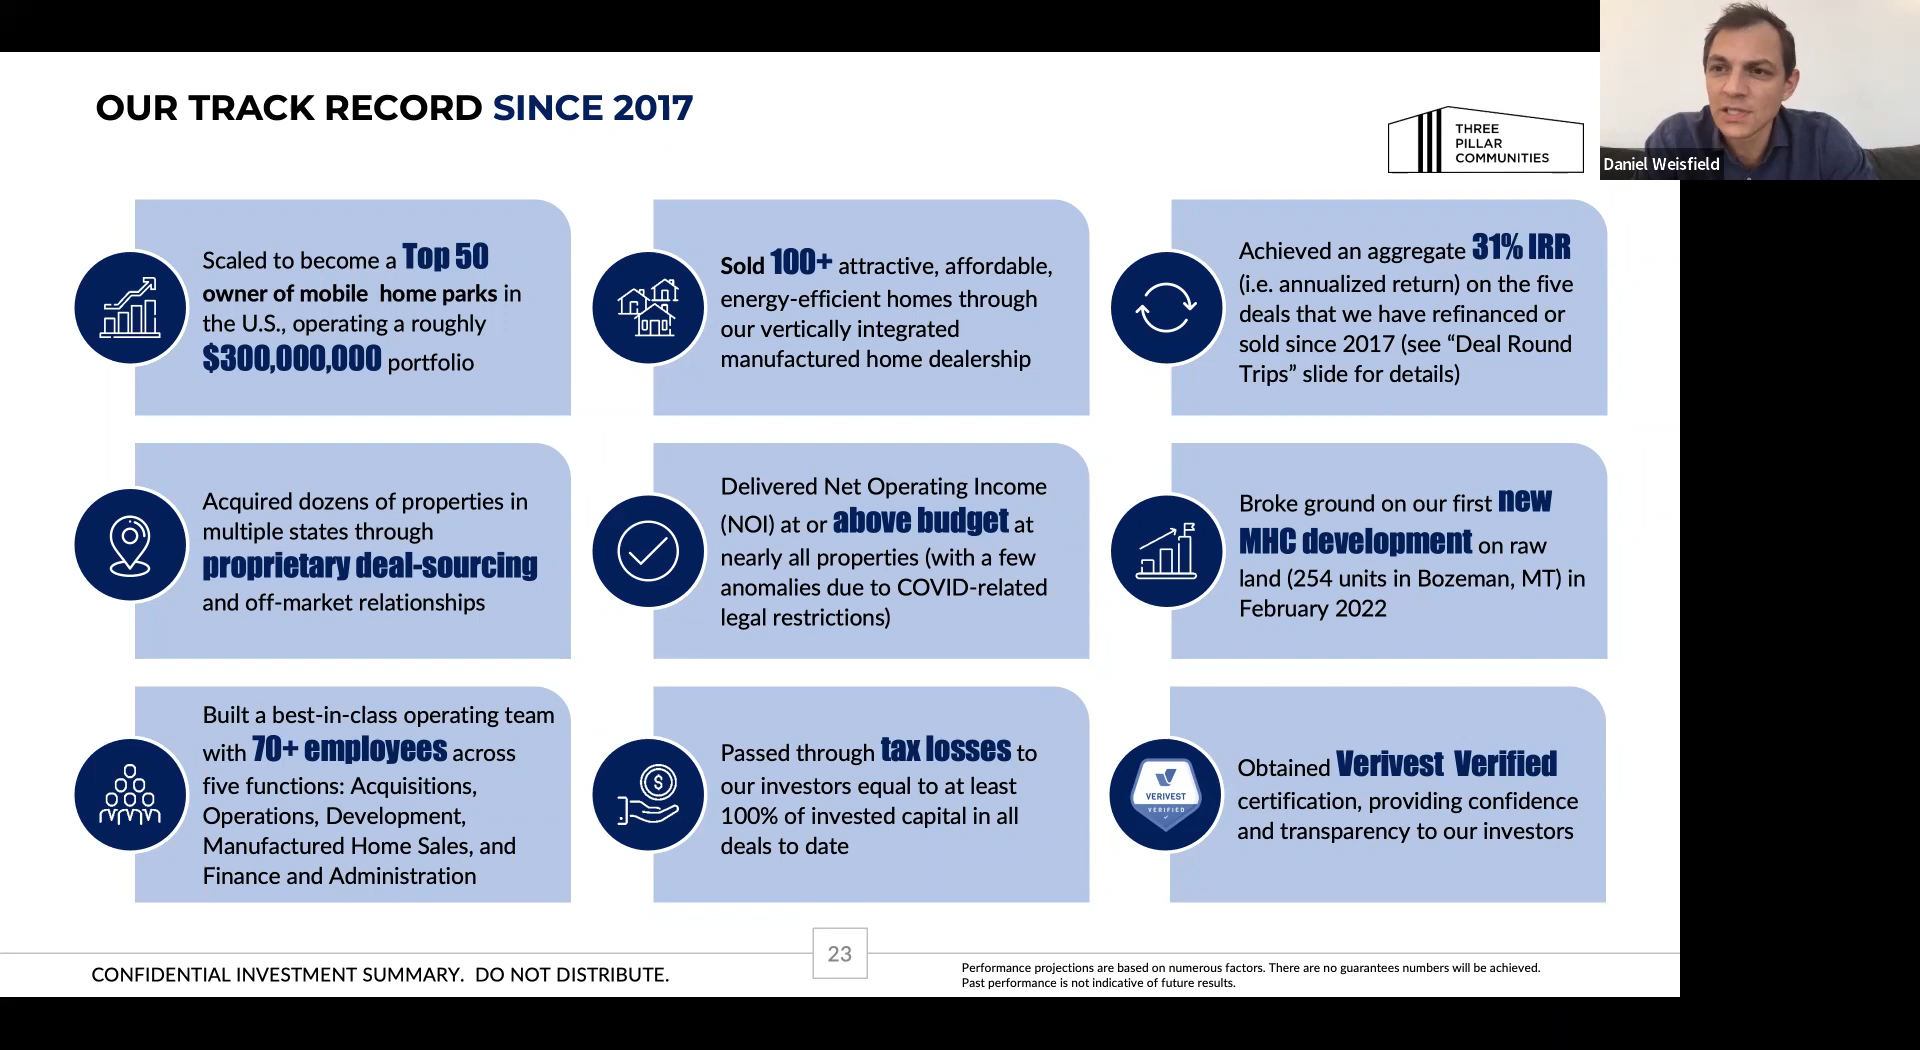 OUR TRACK RECORD SINCE 2017
THREE
PILLAR
COMMUNITIES
Daniel Weisfield
Scaled to become a Top 50
owner of mobile home parks in
the U.S., operating a roughly
$300,000,000 portfolio
Sold 100+ attractive, affordable,
energy-efficient homes through
our vertically integrated
manufactured home dealership
Achieved an aggregate 31% IRR
(i.e. annualized return) on the five
deals that we have refinanced or
sold since 2017 (see “Deal Round
Trips” slide for details)
Acquired dozens of properties in
multiple states through
proprietary deal-sourcing
and off-market relationships
Delivered Net Operating Income
(NOI) at or above budget at
nearly all properties (with a few
anomalies due to COVID-related
legal restrictions)
Broke ground on our first new
MHC development on raw
land (254 units in Bozeman, MT) in
February 2022
Built a best-in-class operating team
with 70+ employees across
five functions: Acquisitions,
Operations, Development,
Manufactured Home Sales, and
Finance and Administration
$
Passed through tax losses to
our investors equal to at least
100% of invested capital in all
deals to date
VERIVEST
VERIFIED
Obtained Verivest Verified
certification, providing confidence
and transparency to our investors
23
CONFIDENTIAL INVESTMENT SUMMARY. DO NOT DISTRIBUTE.
Performance projections are based on numerous factors. There are no guarantees numbers will be achieved.
Past performance is not indicative of future results.